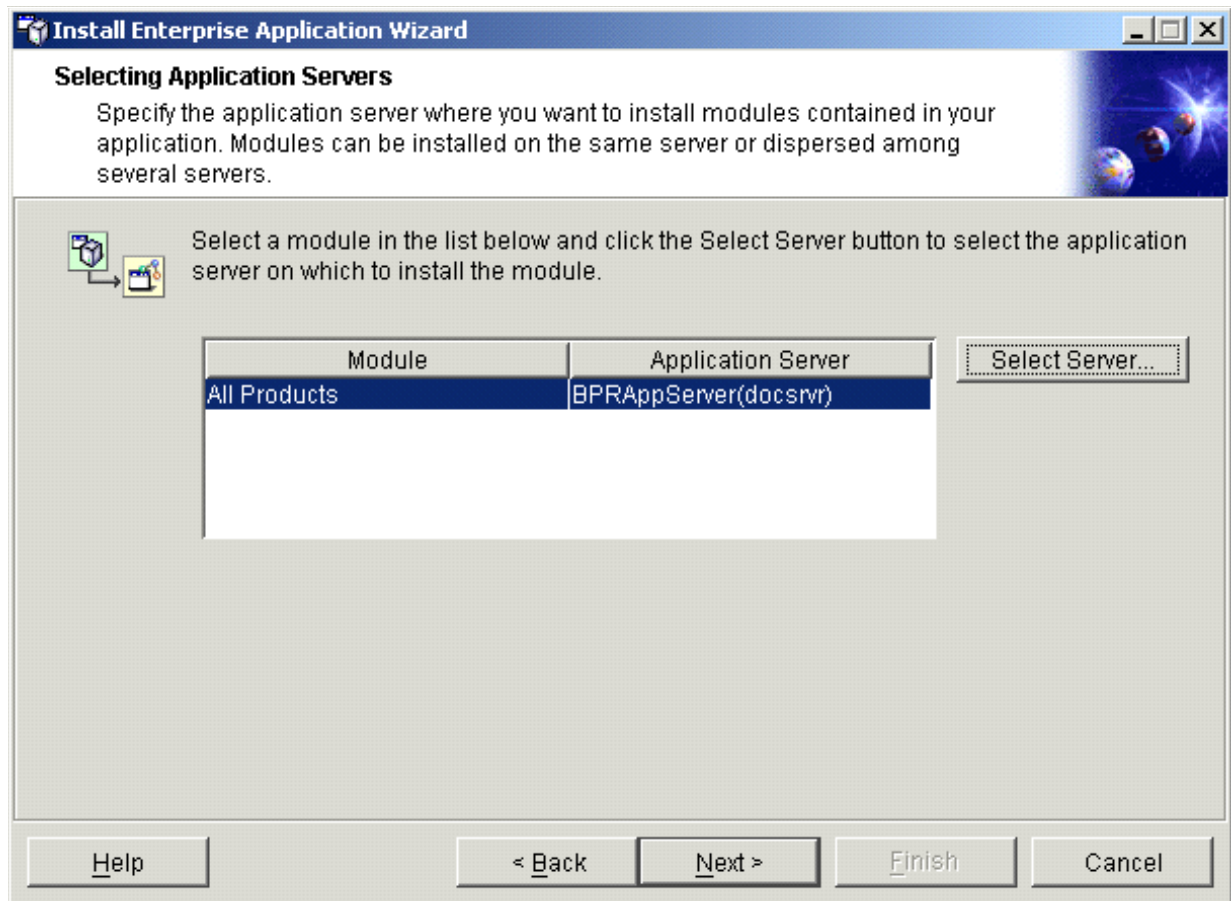 Install Enterprise Application Wizard
Selecting Application Servers
Specify the application server where you want to install modules contained in your
application. Modules can be installed on the same server or dispersed among
several servers.
Select a module in the list below and click the Select Server button to select the application
server on which to install the module.
Module Application Server Select Server...
All Products BPRAppServer(docsrvr)
Help < Back Next > Finish Cancel